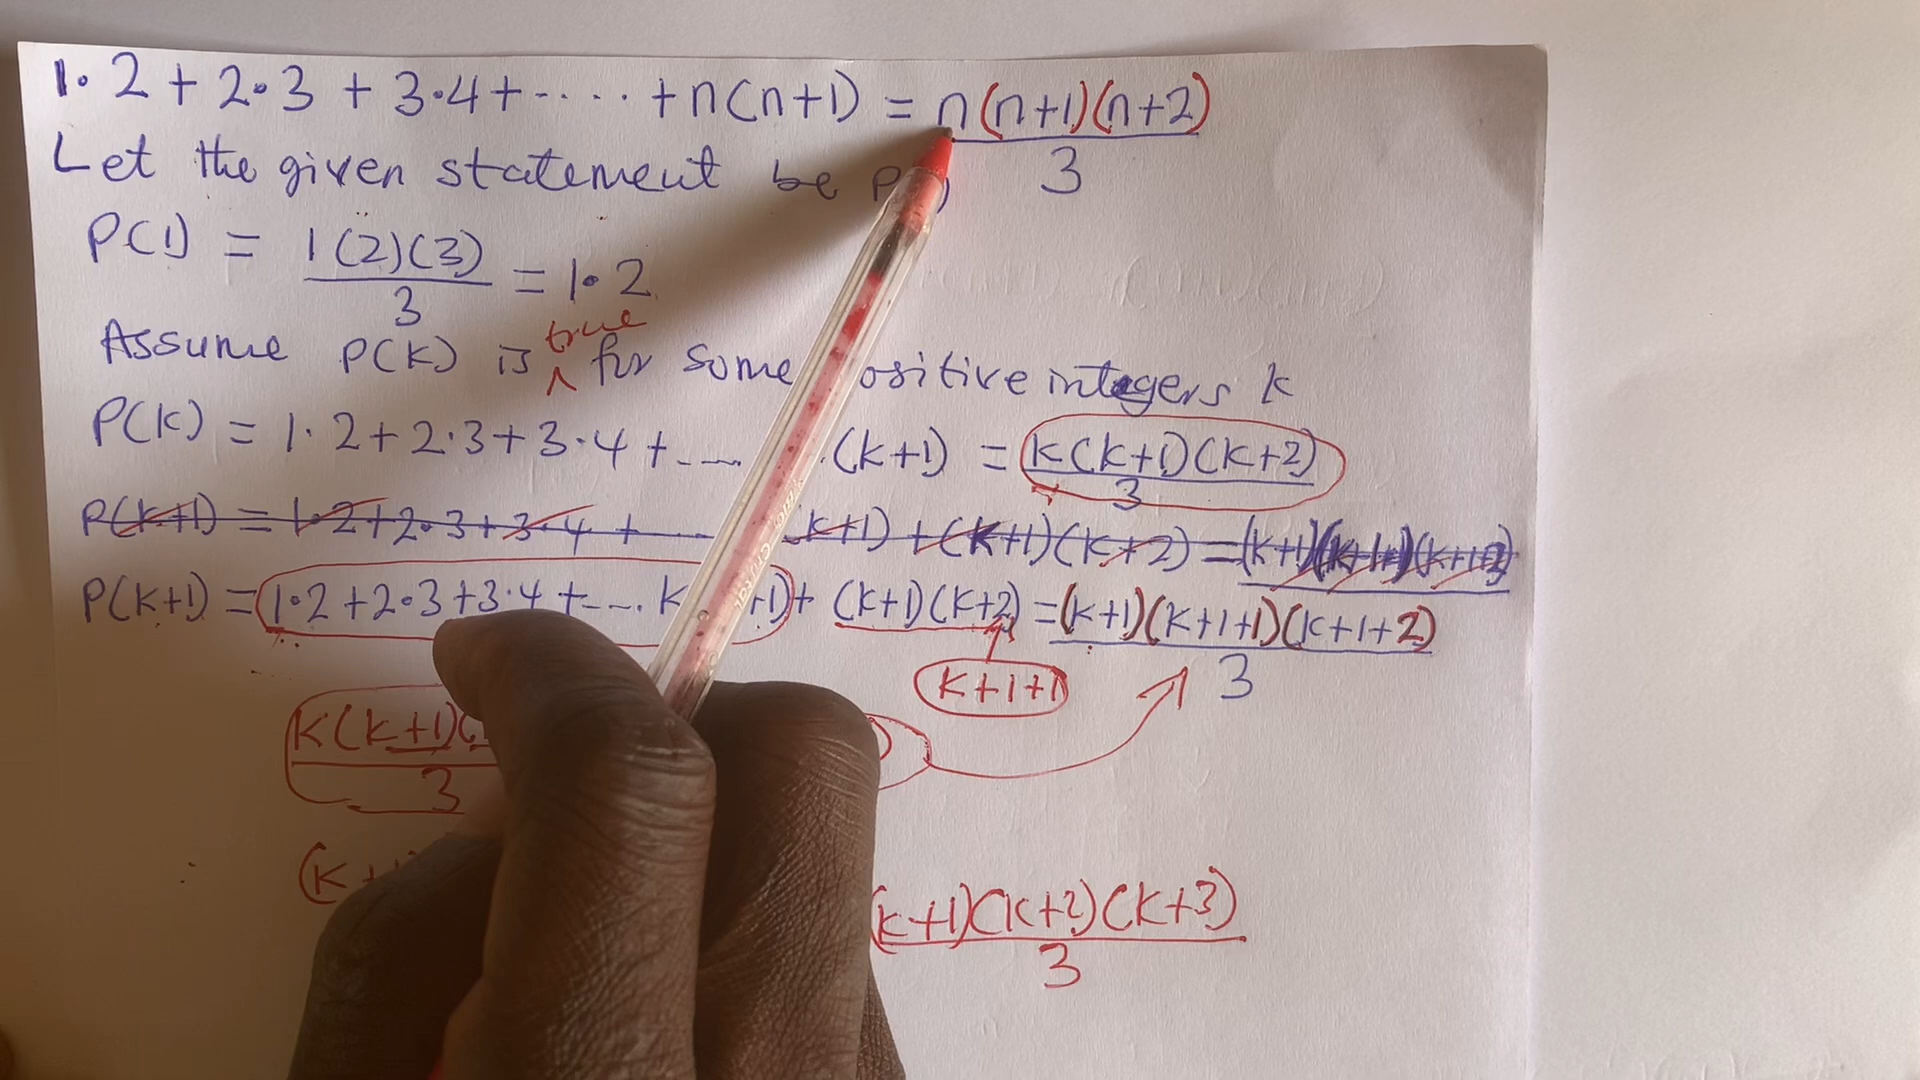 1·2 + 2·3 + 3·4 + ····· + n(n+1) = n(n+1)(n+2)
3
Let the given statement be P
P(1) = 1(2)(3) = 1·2
3
true
Assume P(k) is ^ for some ositive integers k
P(k) = 1·2+2·3+3·4 +..... (k+1) = k(k+1)(k+2)
3
P(k+1) = 1·2+2·3+3·4 + k+1) + (k+1)(k+2) = (k+1)
P(k+1) = 1·2+2·3+3·4 +.... k +1) + (k+1)(k+2) = (k+1)(k+1+1)(k+1+2)
3
k+1+1
k(k+1)(
3
(k+
(k+1)(k+2)(k+3)
3